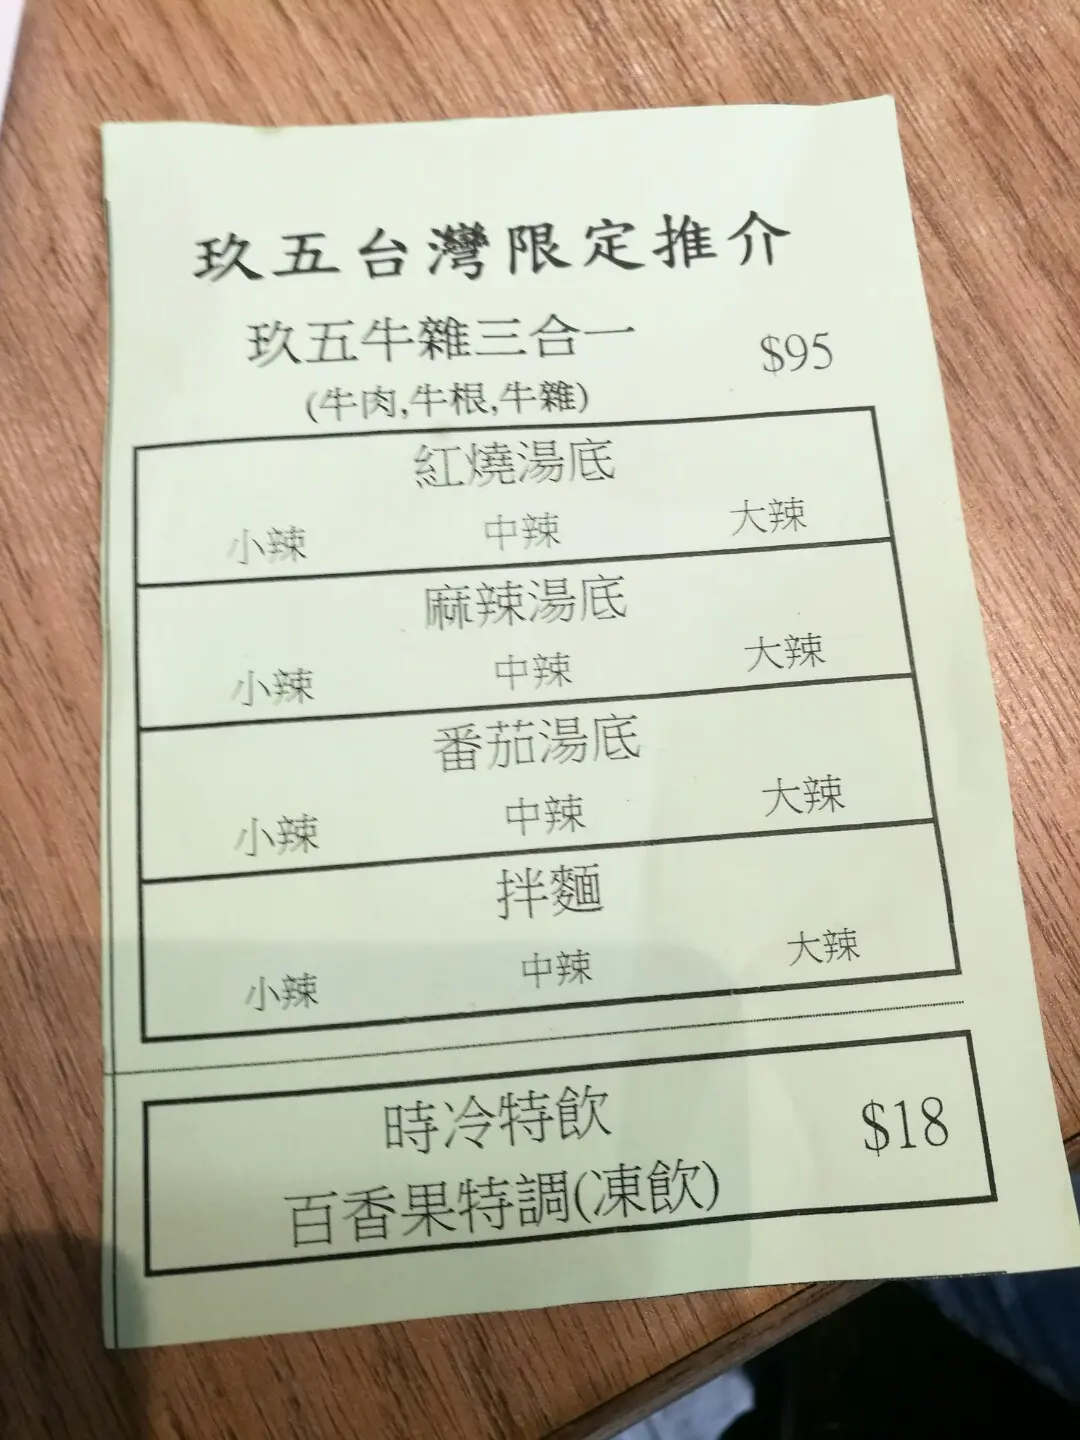 玖五台灣限定推介
玖五牛雜三合一 $95
(牛肉,牛根,牛雜)
紅燒湯底
小辣 中辣 大辣
麻辣湯底
小辣 中辣 大辣
番茄湯底
小辣 中辣 大辣
拌麵
小辣 中辣 大辣
時冷特飲 $18
百香果特調(凍飲)